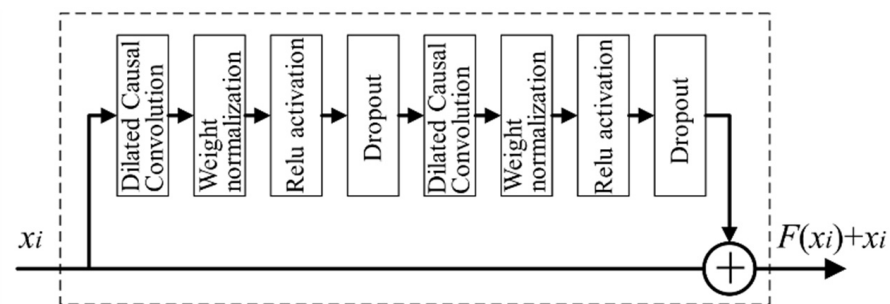 Dilated Causal
Convolution
Weight
normalization
Relu activation
Dropout
Dilated Causal
Convolution
Weight
normalization
Relu activation
Dropout
xi
F(xi)+xi